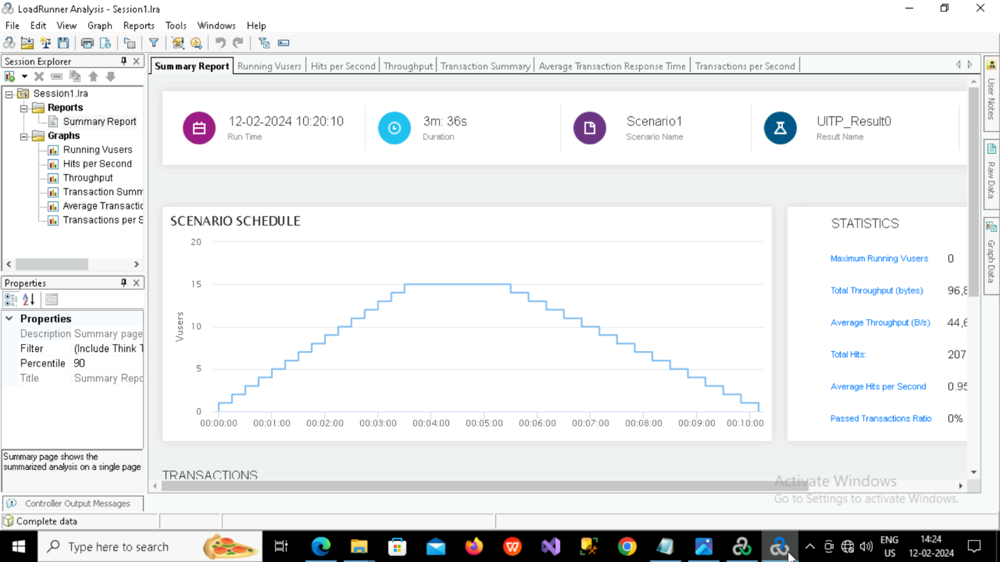 LoadRunner Analysis - Session1.lra
File Edit View Graph Reports Tools Windows Help
Session Explorer
Session1.lra
Reports
Summary Report
Graphs
Running Vusers
Hits per Second
Throughput
Transaction Summ
Average Transactic
Transactions per S
Properties
Properties
Description Summary page
Filter (Include Think T
Percentile 90
Title Summary Repo
Summary page shows the
summarized analysis on a single page
Controller Output Messages
Complete data
Summary Report Running Vusers Hits per Second Throughput Transaction Summary Average Transaction Response Time Transactions per Second
12-02-2024 10:20:10
Run Time
3m: 36s
Duration
Scenario1
Scenario Name
UITP_Result0
Result Name
SCENARIO SCHEDULE
Vusers
20
15
10
5
0
00:00:00 00:01:00 00:02:00 00:03:00 00:04:00 00:05:00 00:06:00 00:07:00 00:08:00 00:09:00 00:10:00
STATISTICS
Maximum Running Vusers 0
Total Throughput (bytes) 96,8
Average Throughput (B/s) 44,6
Total Hits: 207
Average Hits per Second 0.95
Passed Transactions Ratio 0%
TRANSACTIONS
User Notes
Raw Data
Graph Data
Activate Windows
Go to Settings to activate Windows.
Type here to search
ENG
US
14:24
12-02-2024